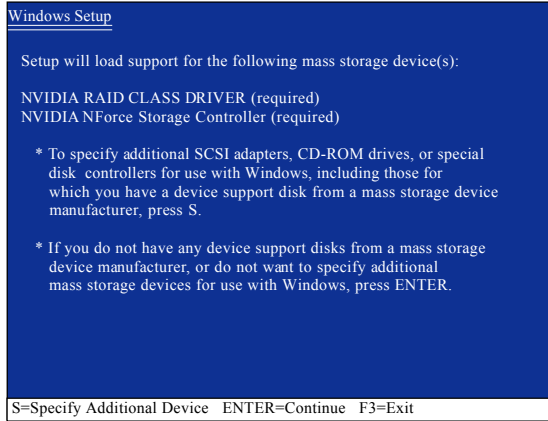 Windows Setup
Setup will load support for the following mass storage device(s):
NVIDIA RAID CLASS DRIVER (required)
NVIDIA NForce Storage Controller (required)
* To specify additional SCSI adapters, CD-ROM drives, or special
disk controllers for use with Windows, including those for
which you have a device support disk from a mass storage device
manufacturer, press S.
* If you do not have any device support disks from a mass storage
device manufacturer, or do not want to specify additional
mass storage devices for use with Windows, press ENTER.
S=Specify Additional Device ENTER=Continue F3=Exit